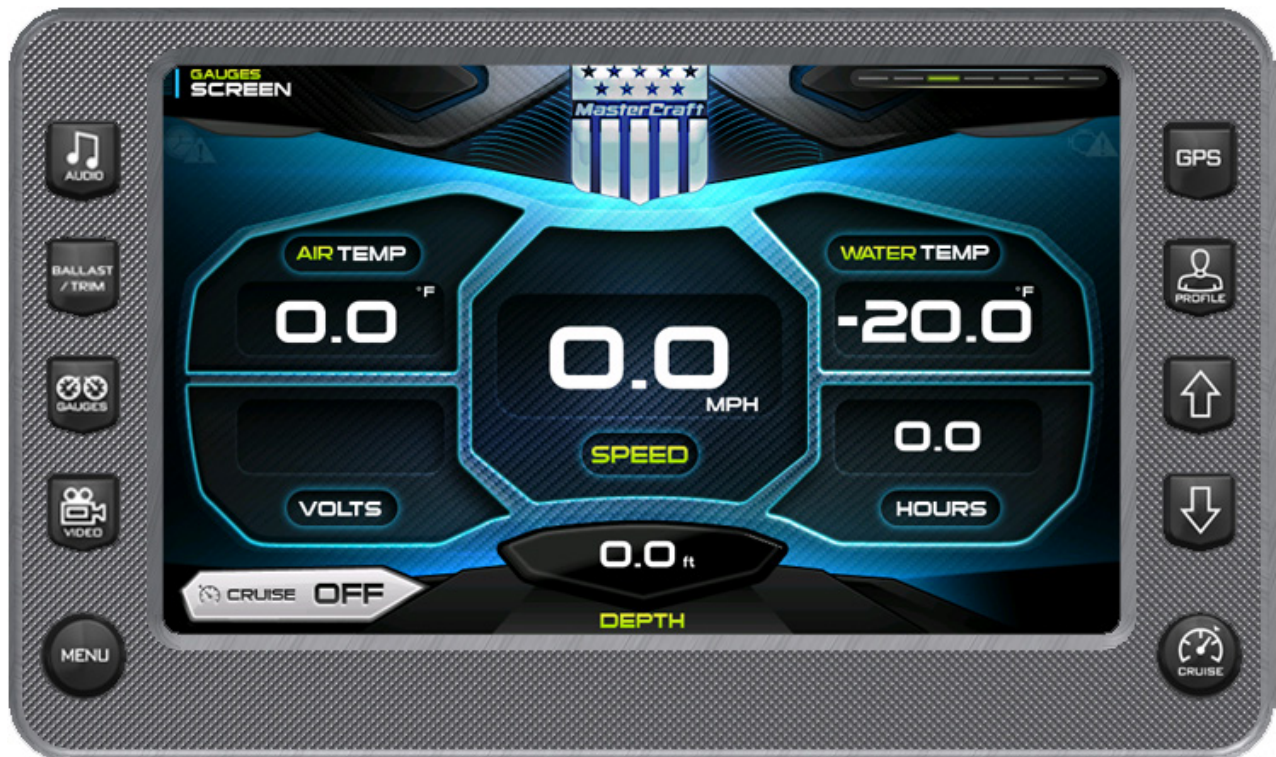 GAUGES
SCREEN
MasterCraft
AUDIO
BALLAST
/ TRIM
GAUGES
VIDEO
MENU
AIR TEMP
0.0 °F
VOLTS
0.0
MPH
SPEED
WATER TEMP
-20.0 °F
0.0
HOURS
0.0 ft
DEPTH
CRUISE OFF
GPS
PROFILE
CRUISE